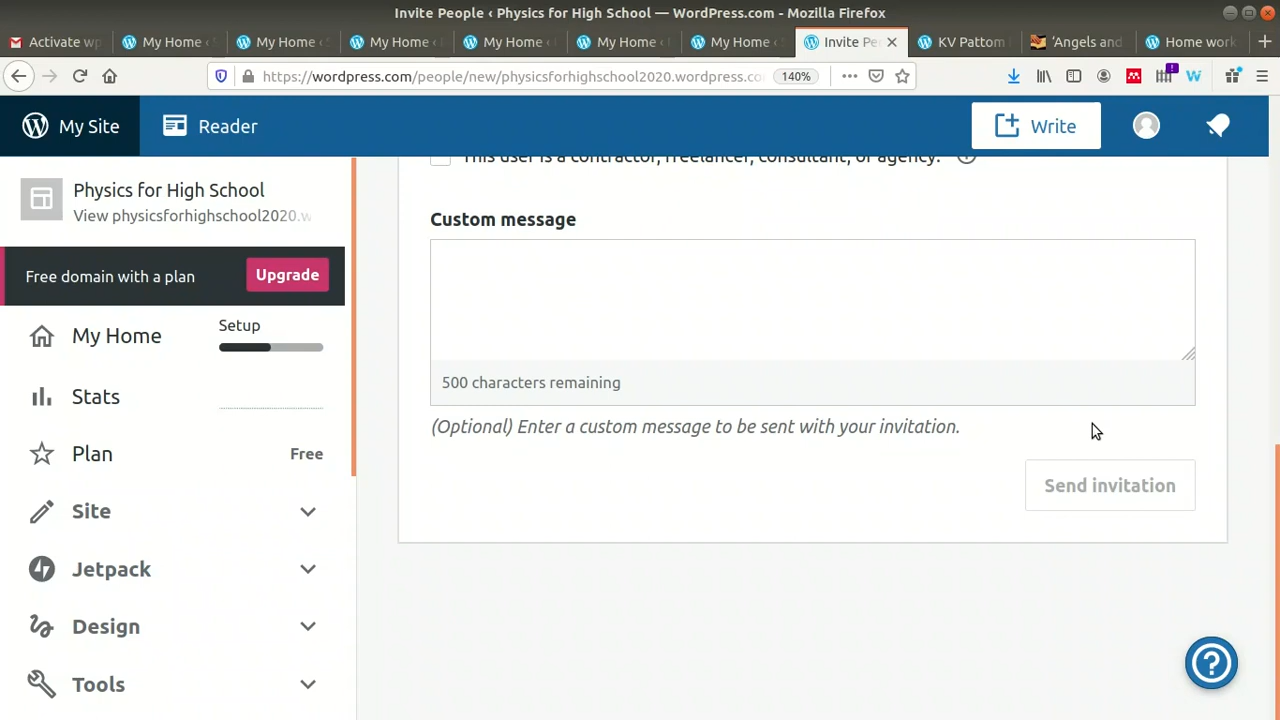 Invite People ‹ Physics for High School — WordPress.com - Mozilla Firefox
Activate wp
My Home ‹
My Home ‹
My Home ‹
My Home ‹
My Home ‹
My Home ‹
Invite Pe
KV Pattom
‘Angels and
Home work
https://wordpress.com/people/new/physicsforhighschool2020.wordpress.co
140%
My Site
Reader
Write
Physics for High School
View physicsforhighschool2020.w
Free domain with a plan
Upgrade
My Home
Setup
Stats
Plan
Free
Site
Jetpack
Design
Tools
This user is a contractor, freelancer, consultant, or agency.
Custom message
500 characters remaining
(Optional) Enter a custom message to be sent with your invitation.
Send invitation